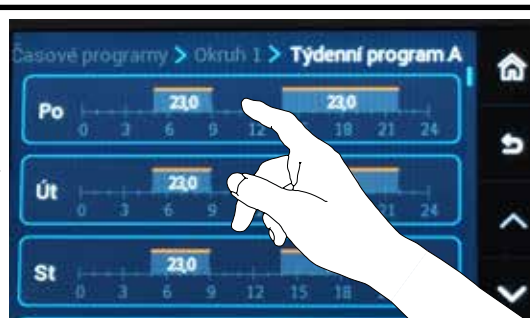 Časové programy > Okruh 1 > Týdenní program A
Po 23,0 23,0
0 3 6 9 12 18 21 24
Út 23,0
0 3 6 9 21 24
St 23,0
0 3 6 9 12 15 18